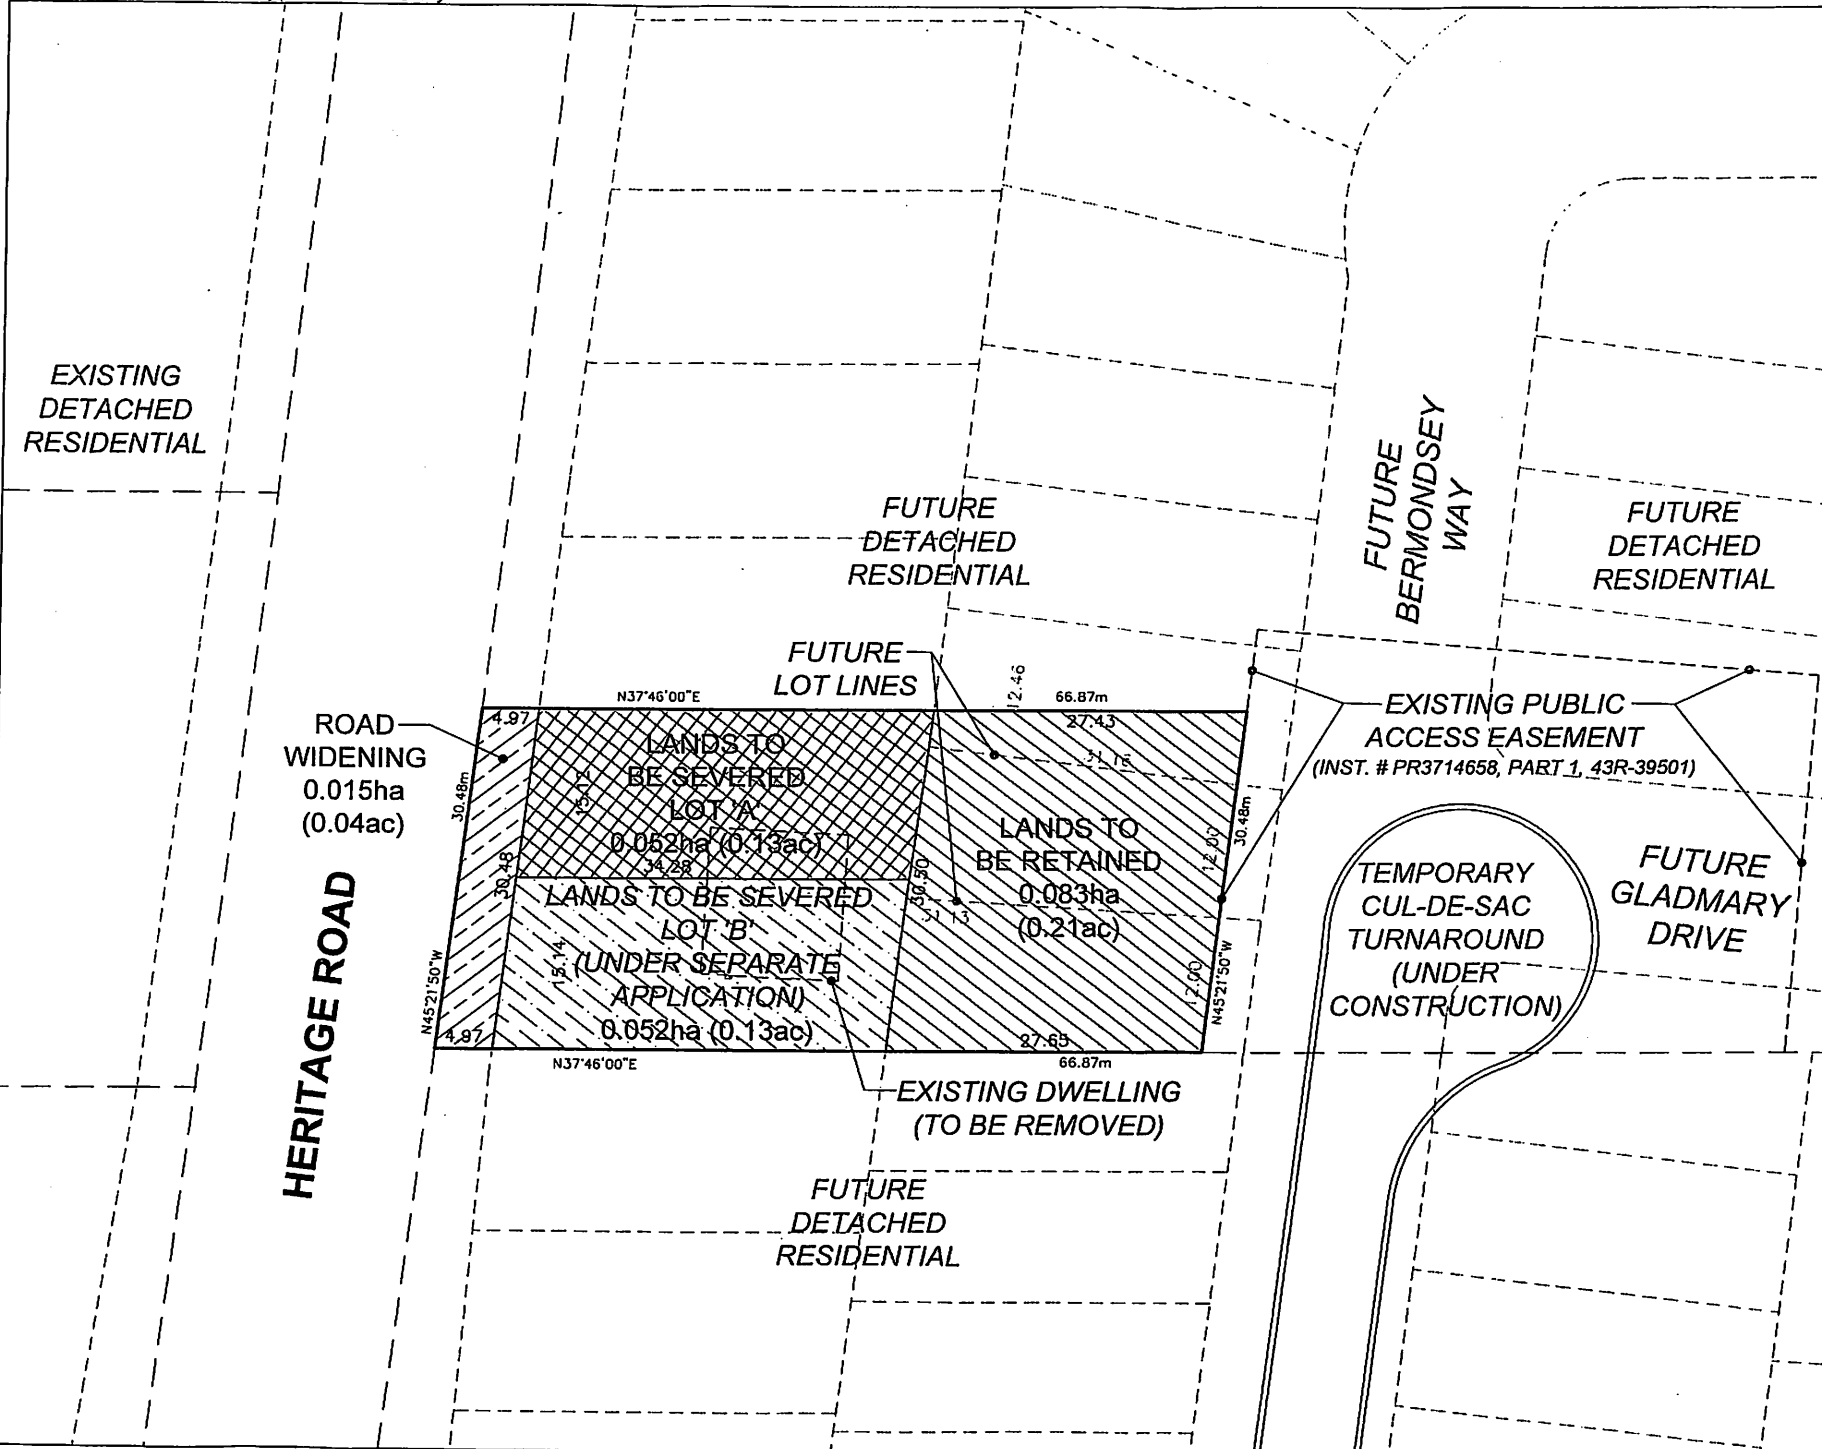 EXISTING
DETACHED
RESIDENTIAL
FUTURE
DETACHED
RESIDENTIAL
FUTURE
BERMONDSEY
WAY
FUTURE
DETACHED
RESIDENTIAL
FUTURE
LOT LINES
12.46
N37°46'00"E
66.87m
ROAD
WIDENING
0.015ha
(0.04ac)
4.97
27.43
EXISTING PUBLIC
ACCESS EASEMENT
(INST. # PR3714658, PART 1, 43R-39501)
LANDS TO
BE SEVERED
LOT 'A'
0.052ha (0.13ac)
15.12
34.28
30.48m
30.48
30.50
LANDS TO
BE RETAINED
0.083ha
(0.21ac)
12.00
30.48m
LANDS TO BE SEVERED
LOT 'B'
(UNDER SEPARATE
APPLICATION)
0.052ha (0.13ac)
15.14
12.00
N45°21'50"W
N45°21'50"W
4.97
27.65
N37°46'00"E
66.87m
TEMPORARY
CUL-DE-SAC
TURNAROUND
(UNDER
CONSTRUCTION)
FUTURE
GLADMARY
DRIVE
HERITAGE ROAD
EXISTING DWELLING
(TO BE REMOVED)
FUTURE
DETACHED
RESIDENTIAL